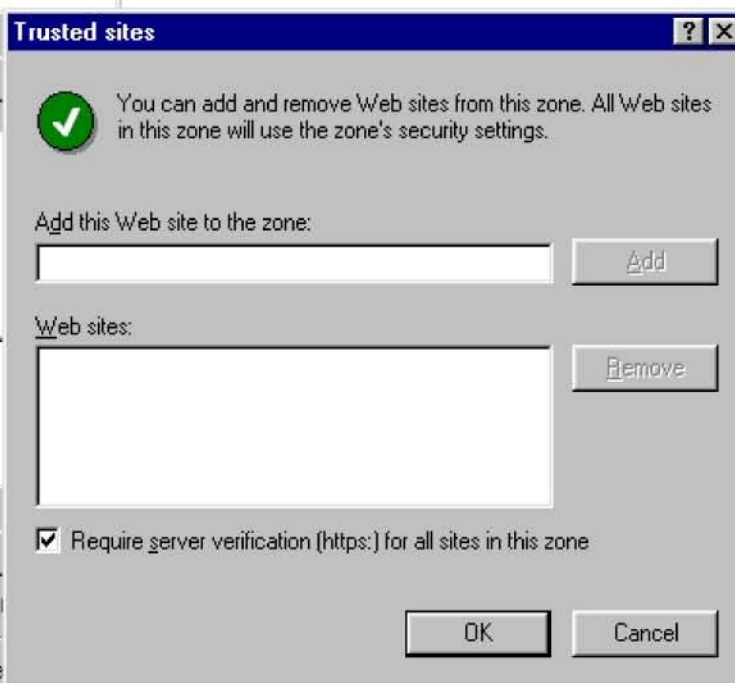 Trusted sites
You can add and remove Web sites from this zone. All Web sites
in this zone will use the zone's security settings.
Add this Web site to the zone:
Add
Web sites:
Remove
Require server verification (https:) for all sites in this zone
OK
Cancel